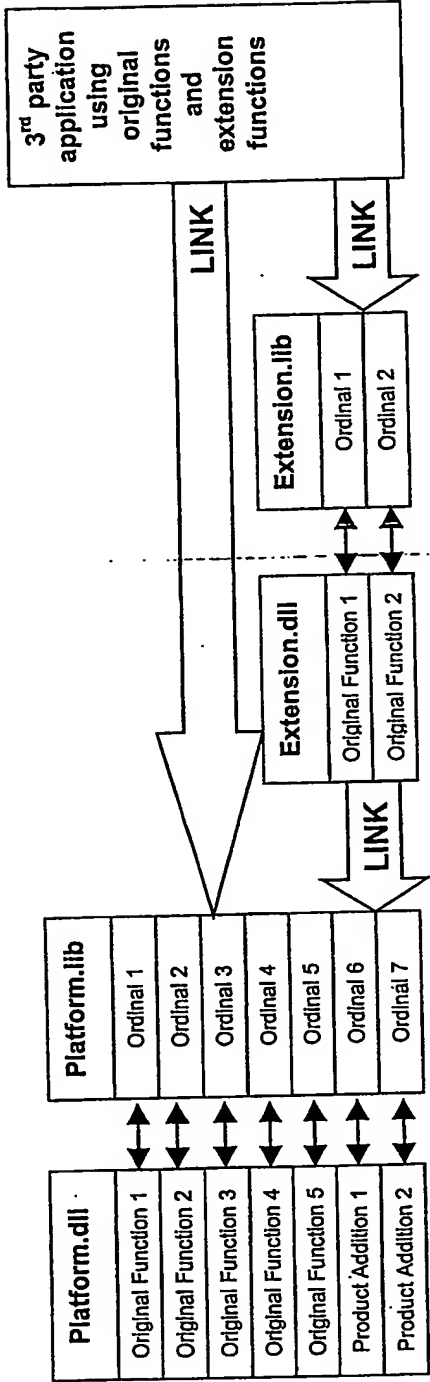 Platform.dll
Original Function 1
Original Function 2
Original Function 3
Original Function 4
Original Function 5
Product Addition 1
Product Addition 2
Platform.lib
Ordinal 1
Ordinal 2
Ordinal 3
Ordinal 4
Ordinal 5
Ordinal 6
Ordinal 7
LINK
Extension.dll
Original Function 1
Original Function 2
LINK
Extension.lib
Ordinal 1
Ordinal 2
LINK
3rd party
application
using
original
functions
and
extension
functions